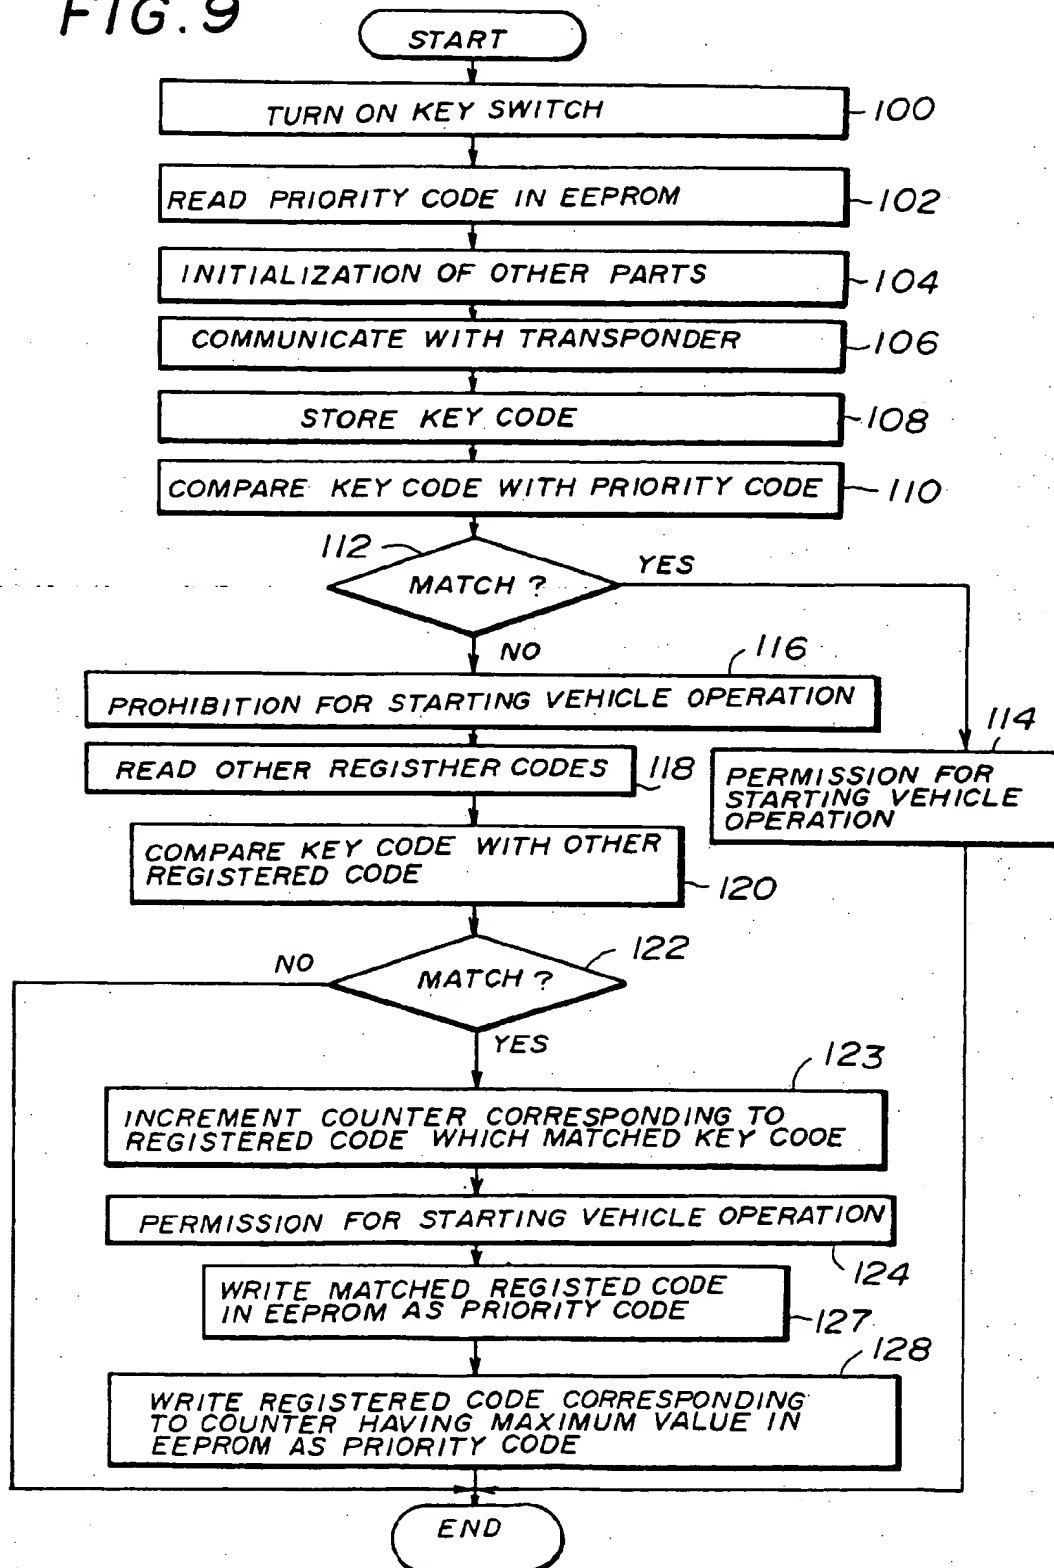 FIG. 9
START
TURN ON KEY SWITCH
100
READ PRIORITY CODE IN EEPROM
102
INITIALIZATION OF OTHER PARTS
104
COMMUNICATE WITH TRANSPONDER
106
STORE KEY CODE
108
COMPARE KEY CODE WITH PRIORITY CODE
110
112
MATCH ?
YES
NO
116
PROHIBITION FOR STARTING VEHICLE OPERATION
114
READ OTHER REGISTHER CODES
118
PERMISSION FOR
STARTING VEHICLE
OPERATION
COMPARE KEY CODE WITH OTHER
REGISTERED CODE
120
122
NO
MATCH ?
YES
123
INCREMENT COUNTER CORRESPONDING TO
REGISTERED CODE WHICH MATCHED KEY COOE
PERMISSION FOR STARTING VEHICLE OPERATION
124
WRITE MATCHED REGISTED CODE
IN EEPROM AS PRIORITY CODE
127
128
WRITE REGISTERED CODE CORRESPONDING
TO COUNTER HAVING MAXIMUM VALUE IN
EEPROM AS PRIORITY CODE
END